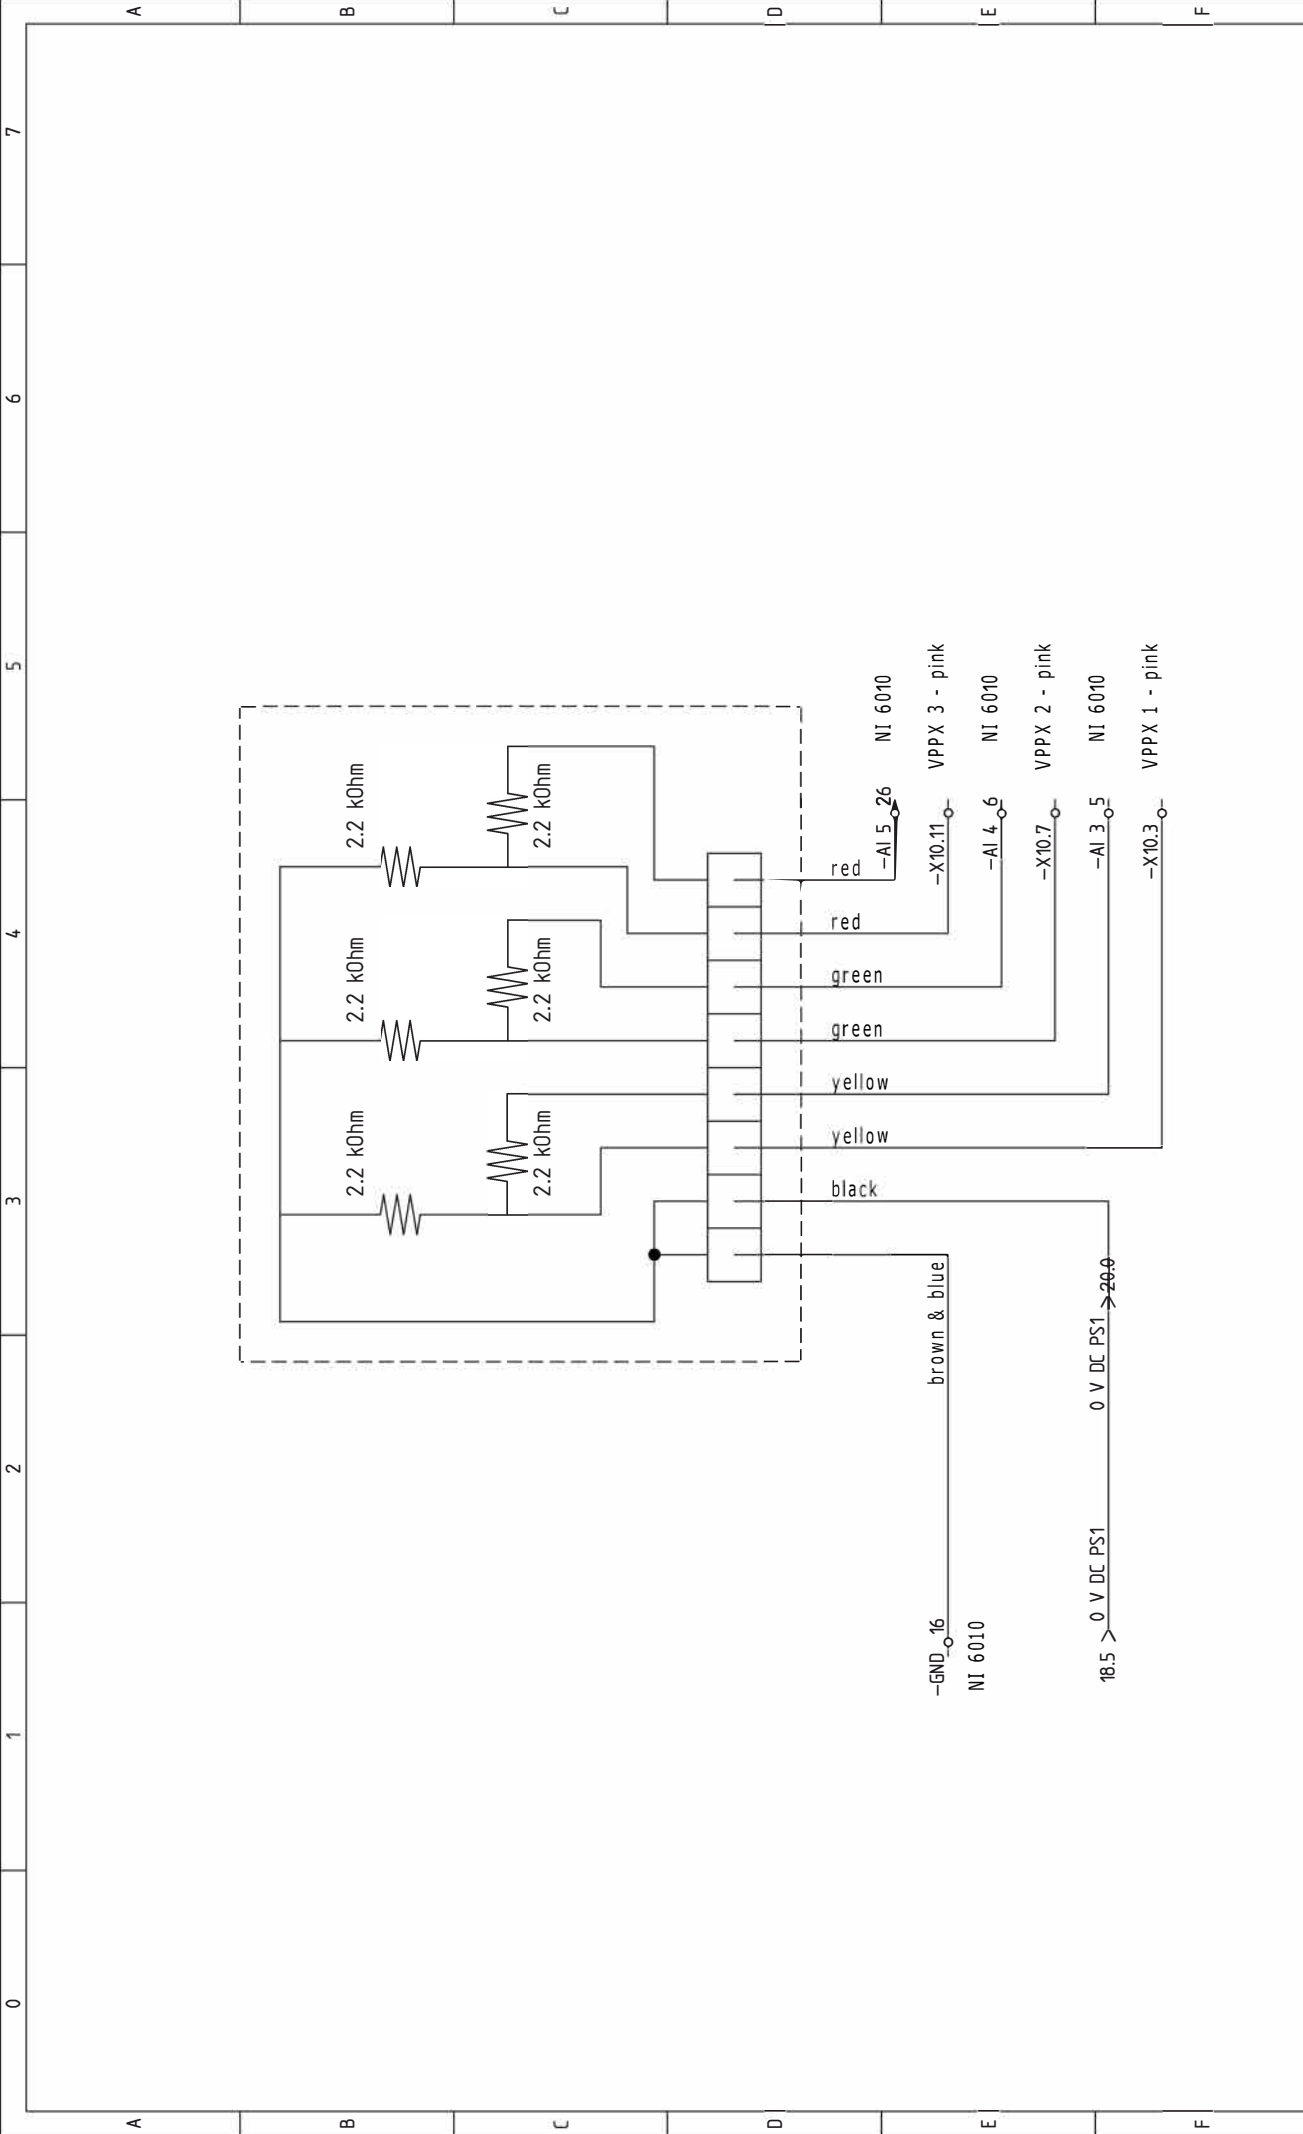 A
B
C
D
E
F
7
6
5
4
3
2
1
0
2.2 kOhm
2.2 kOhm
2.2 kOhm
2.2 kOhm
2.2 kOhm
2.2 kOhm
red
red
green
green
yellow
yellow
black
brown & blue
–AI 5 26
NI 6010
–X10.11
VPPX 3 - pink
–AI 4 6
NI 6010
–X10.7
VPPX 2 - pink
–AI 3 5
NI 6010
–X10.3
VPPX 1 - pink
–GND 16
NI 6010
18.5
0 V DC PS1
0 V DC PS1
20.0
A
B
C
D
E
F